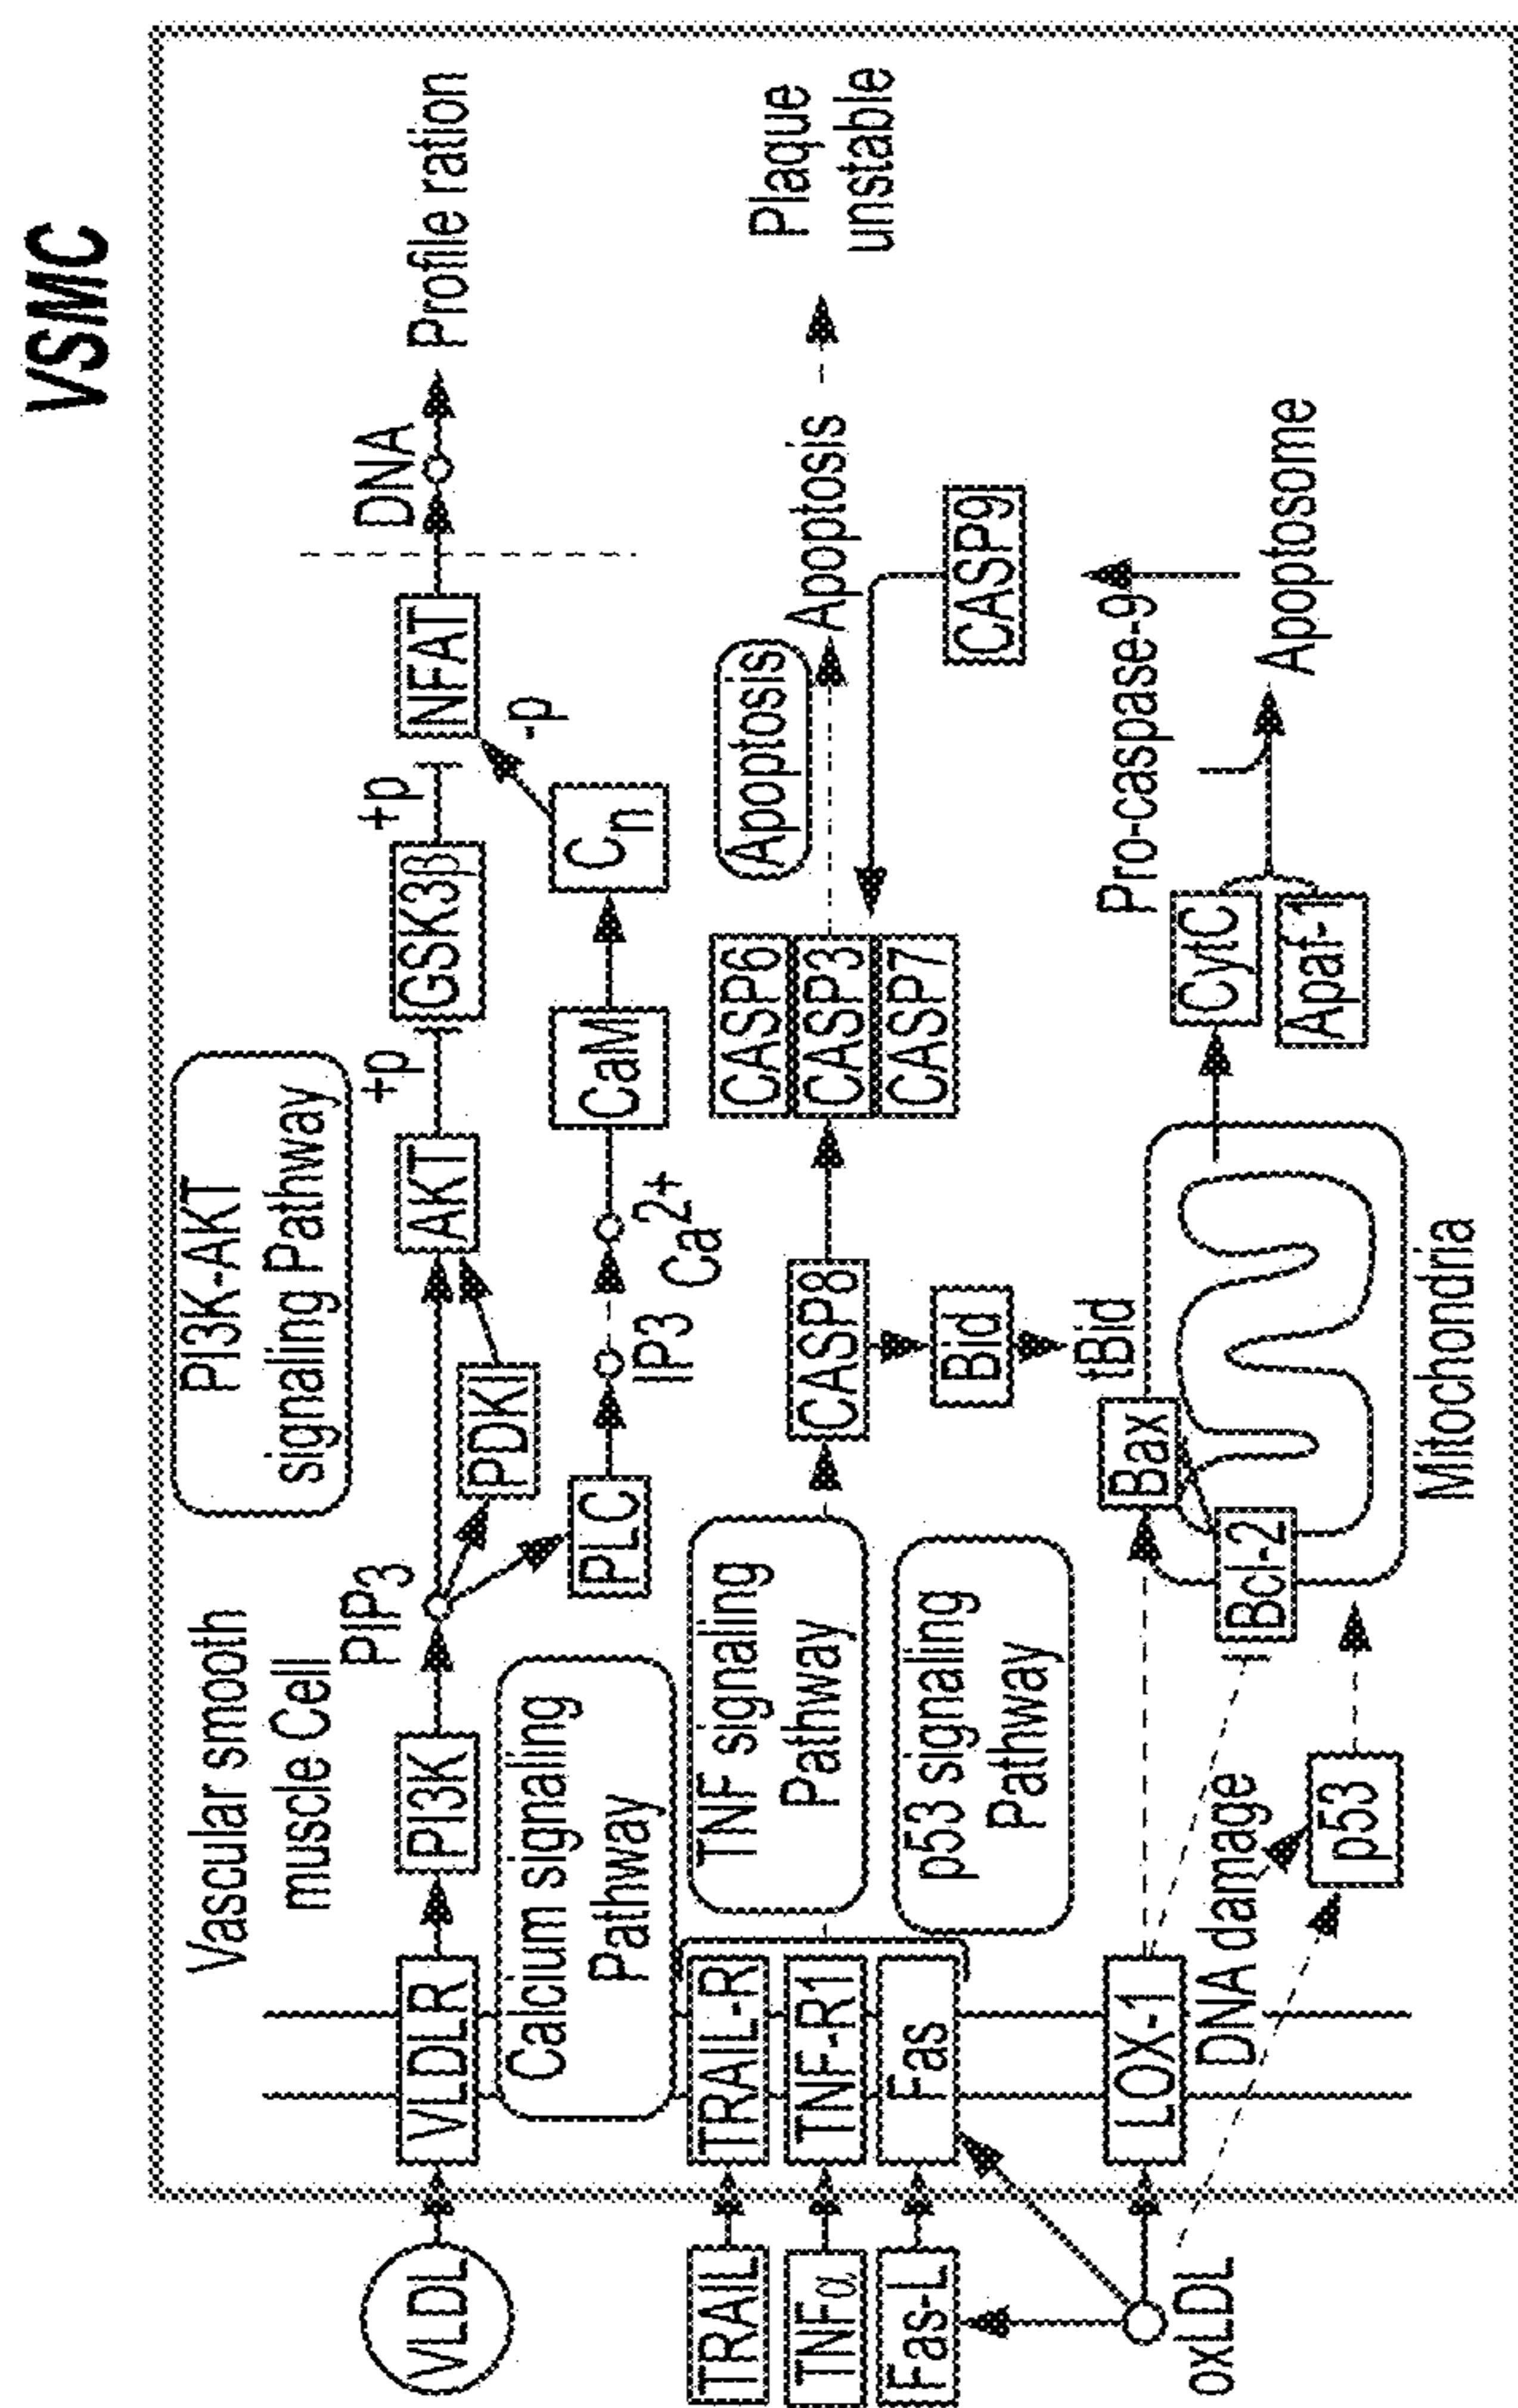 VSMC
Vascular smooth
muscle Cell
PI3K-AKT
signaling Pathway
VLDL
VLDLR
PI3K
PIP3
PDKI
AKT
+p
GSK3β
+p
NFAT
DNA
Profile ration
Calcium signaling
Pathway
PLC
IP3
Ca2+
CaM
Cn
-p
TRAIL
TRAIL-R
TNFα
TNF-R1
Fas-L
Fas
TNF signaling
Pathway
CASP8
CASP6
CASP3
CASP7
Apoptosis
Apoptosis
Plaque
unstable
p53 signaling
Pathway
Bid
tBid
CASP9
oxLDL
LOX-1
DNA damage
p53
Bax
Bcl-2
Mitochondria
CytC
Apaf-1
Pro-caspase-9
Apoptosome